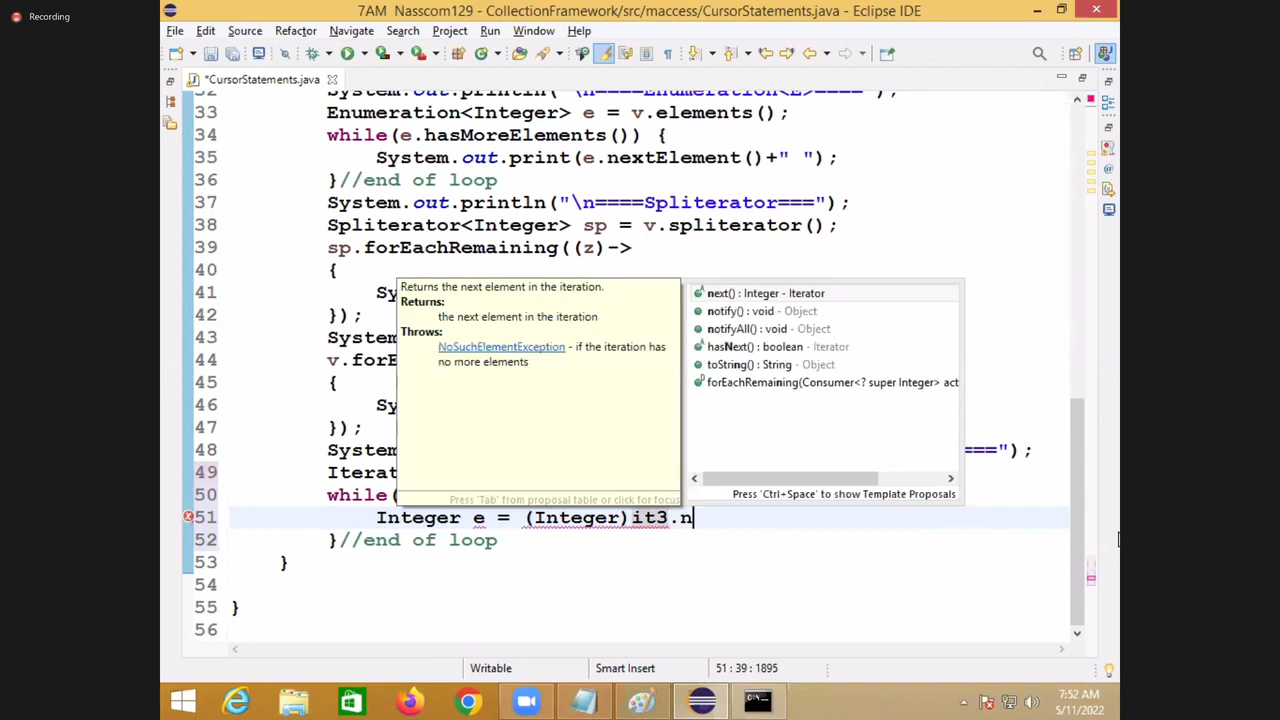 Recording
7AM Nasscom129 - CollectionFramework/src/maccess/CursorStatements.java - Eclipse IDE
File Edit Source Refactor Navigate Search Project Run Window Help
*CursorStatements.java
32 System.out.println("\n====Enumeration<E>====");
33 Enumeration<Integer> e = v.elements();
34 while(e.hasMoreElements()) {
35 System.out.print(e.nextElement()+" ");
36 }//end of loop
37 System.out.println("\n====Spliterator===");
38 Spliterator<Integer> sp = v.spliterator();
39 sp.forEachRemaining((z)->
40 {
41 Sy
42 });
43 System
44 v.forE
45 {
46 Sy
47 });
48 System ===");
49 Iterat
50 while(
51 Integer e = (Integer)it3.n
52 }//end of loop
53 }
54
55 }
56
Returns the next element in the iteration.
Returns:
the next element in the iteration
Throws:
NoSuchElementException - if the iteration has
no more elements
Press 'Tab' from proposal table or click for focus
next() : Integer - Iterator
notify() : void - Object
notifyAll() : void - Object
hasNext() : boolean - Iterator
toString() : String - Object
forEachRemaining(Consumer<? super Integer> act
Press 'Ctrl+Space' to show Template Proposals
Writable Smart Insert 51 : 39 : 1895
7:52 AM
5/11/2022